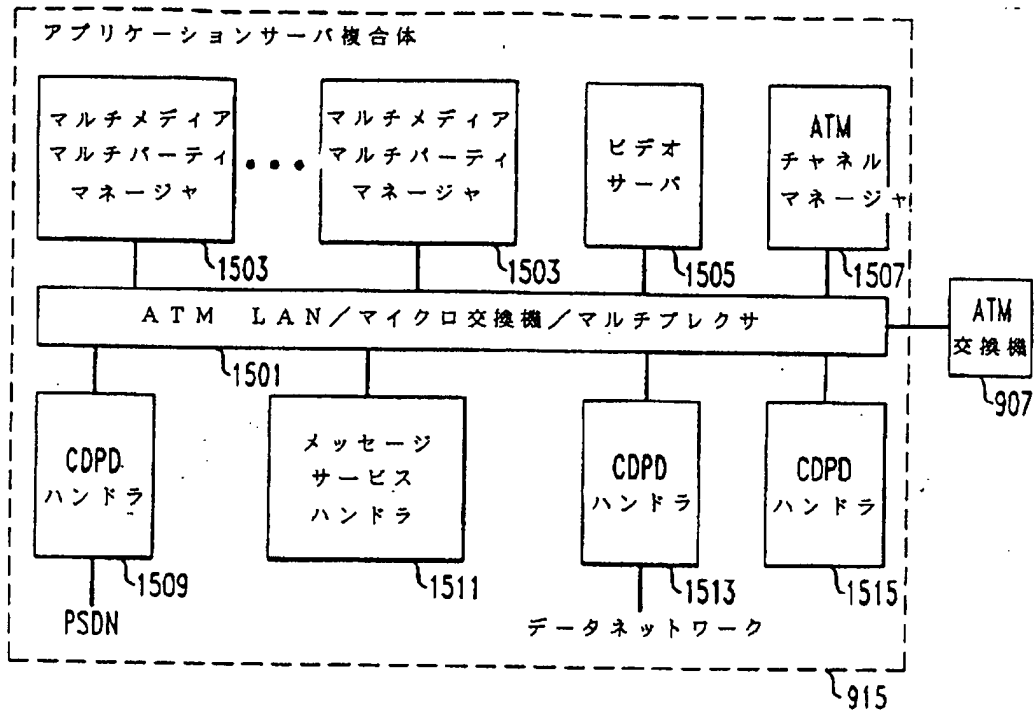 アプリケーションサーバ複合体
マルチメディア
マルチパーティ
マネージャ
マルチメディア
マルチパーティ
マネージャ
ビデオ
サーバ
ATM
チャネル
マネージャ
1503
1503
1505
1507
ATM LAN/マイクロ交換機/マルチプレクサ
ATM
交換機
1501
907
CDPD
ハンドラ
メッセージ
サービス
ハンドラ
CDPD
ハンドラ
CDPD
ハンドラ
1509
1511
1513
1515
PSDN
データネットワーク
915